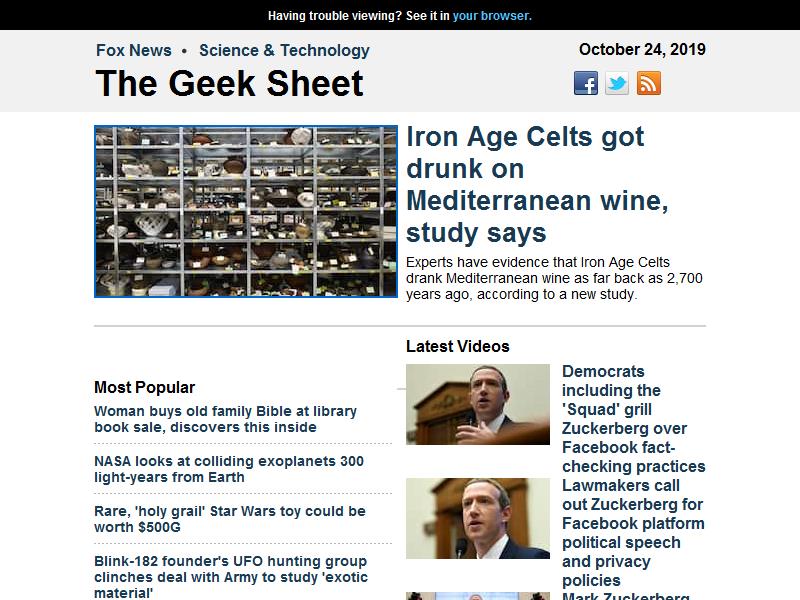 Having trouble viewing? See it in your browser.
Fox News • Science & Technology
October 24, 2019
The Geek Sheet
Iron Age Celts got
drunk on
Mediterranean wine,
study says
Experts have evidence that Iron Age Celts
drank Mediterranean wine as far back as 2,700
years ago, according to a new study.
Most Popular
Woman buys old family Bible at library
book sale, discovers this inside
NASA looks at colliding exoplanets 300
light-years from Earth
Rare, 'holy grail' Star Wars toy could be
worth $500G
Blink-182 founder's UFO hunting group
clinches deal with Army to study 'exotic
material'
Latest Videos
Democrats
including the
'Squad' grill
Zuckerberg over
Facebook fact-
checking practices
Lawmakers call
out Zuckerberg for
Facebook platform
political speech
and privacy
policies
Mark Zuckerberg